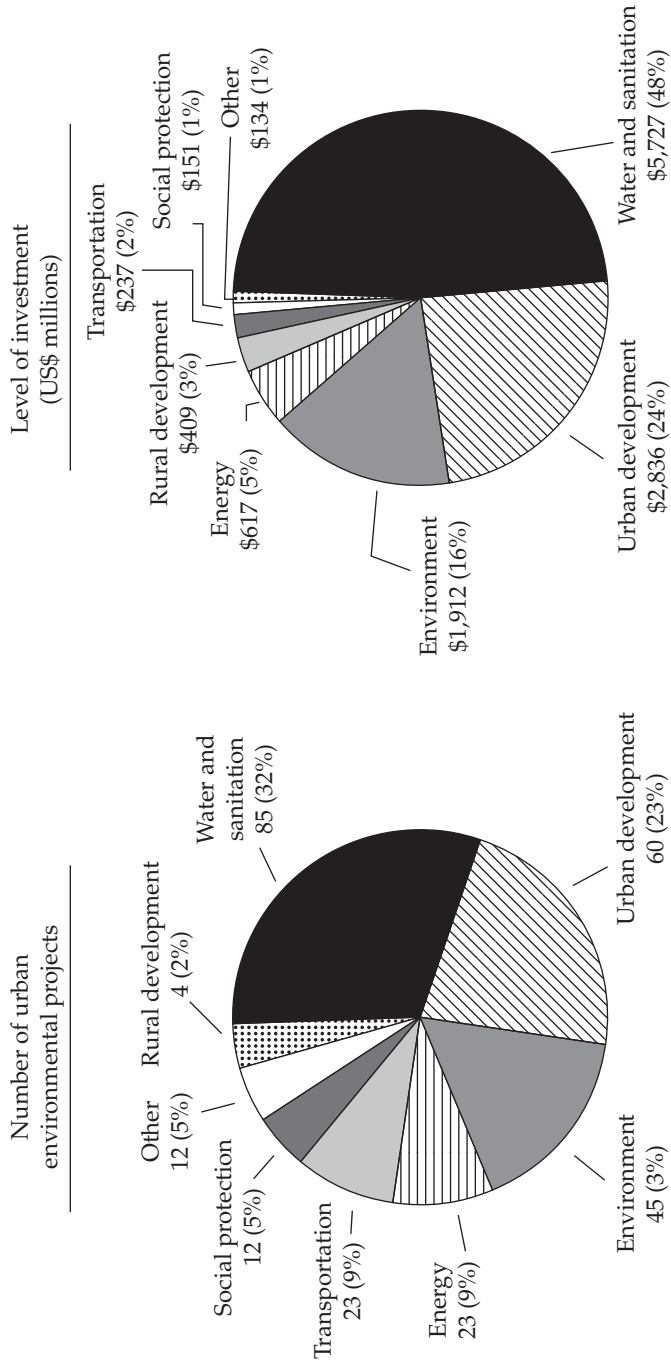 Number of urban
environmental projects
Rural development
4 (2%)
Water and
sanitation
85 (32%)
Other
12 (5%)
Social protection
12 (5%)
Transportation
23 (9%)
Energy
23 (9%)
Environment
45 (3%)
Urban development
60 (23%)
Level of investment
(US$ millions)
Transportation
$237 (2%)
Social protection
$151 (1%)
Other
$134 (1%)
Rural development
$409 (3%)
Energy
$617 (5%)
Environment
$1,912 (16%)
Urban development
$2,836 (24%)
Water and sanitation
$5,727 (48%)